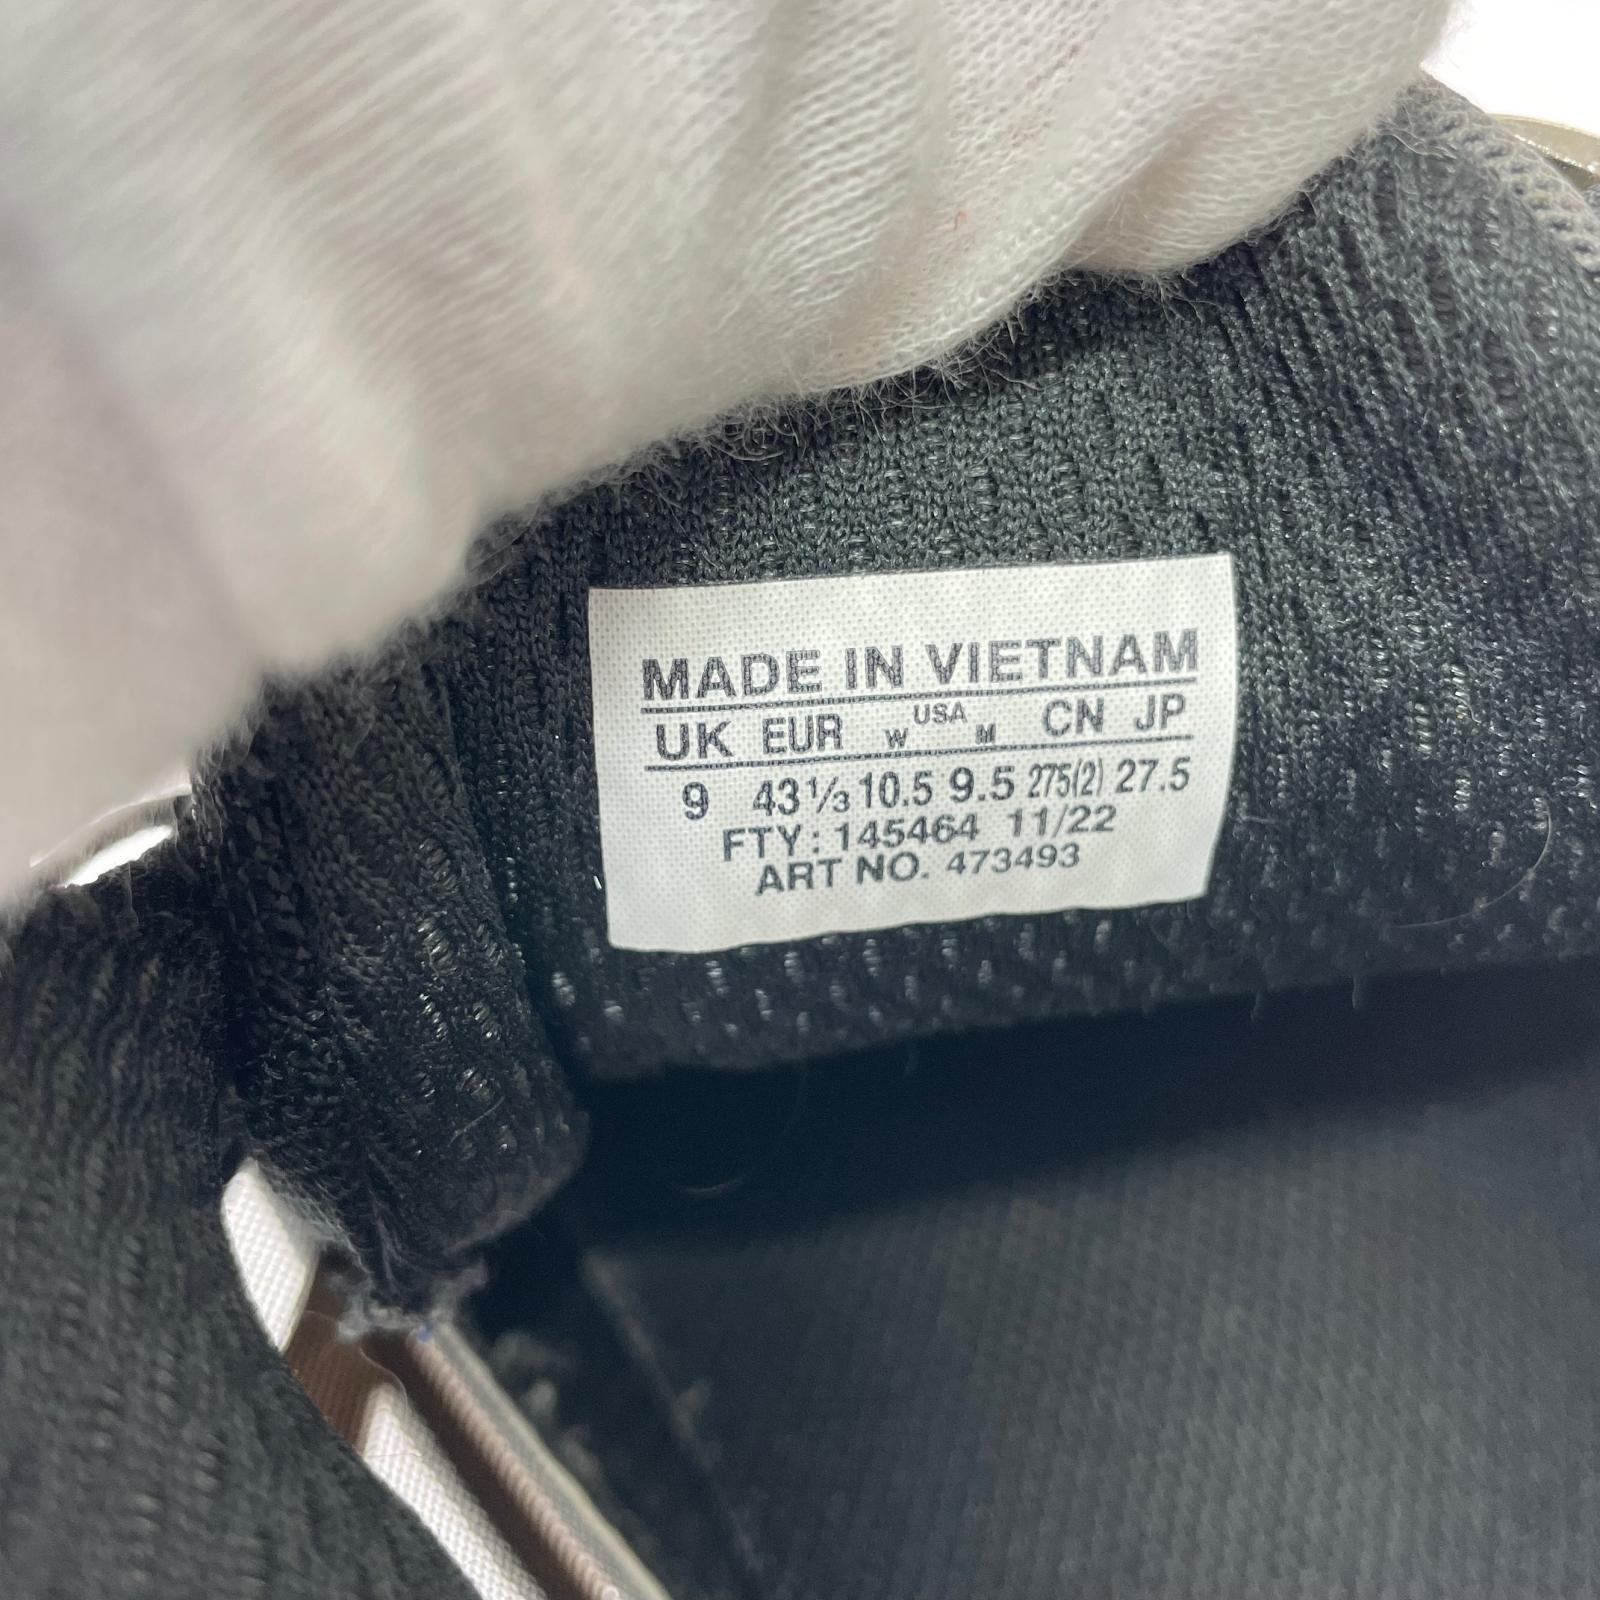 MADE IN VIETNAM
UK EUR W USA M CN JP
9 43⅓ 10.5 9.5 275(2) 27.5
FTY: 145464 11/22
ART NO. 473493